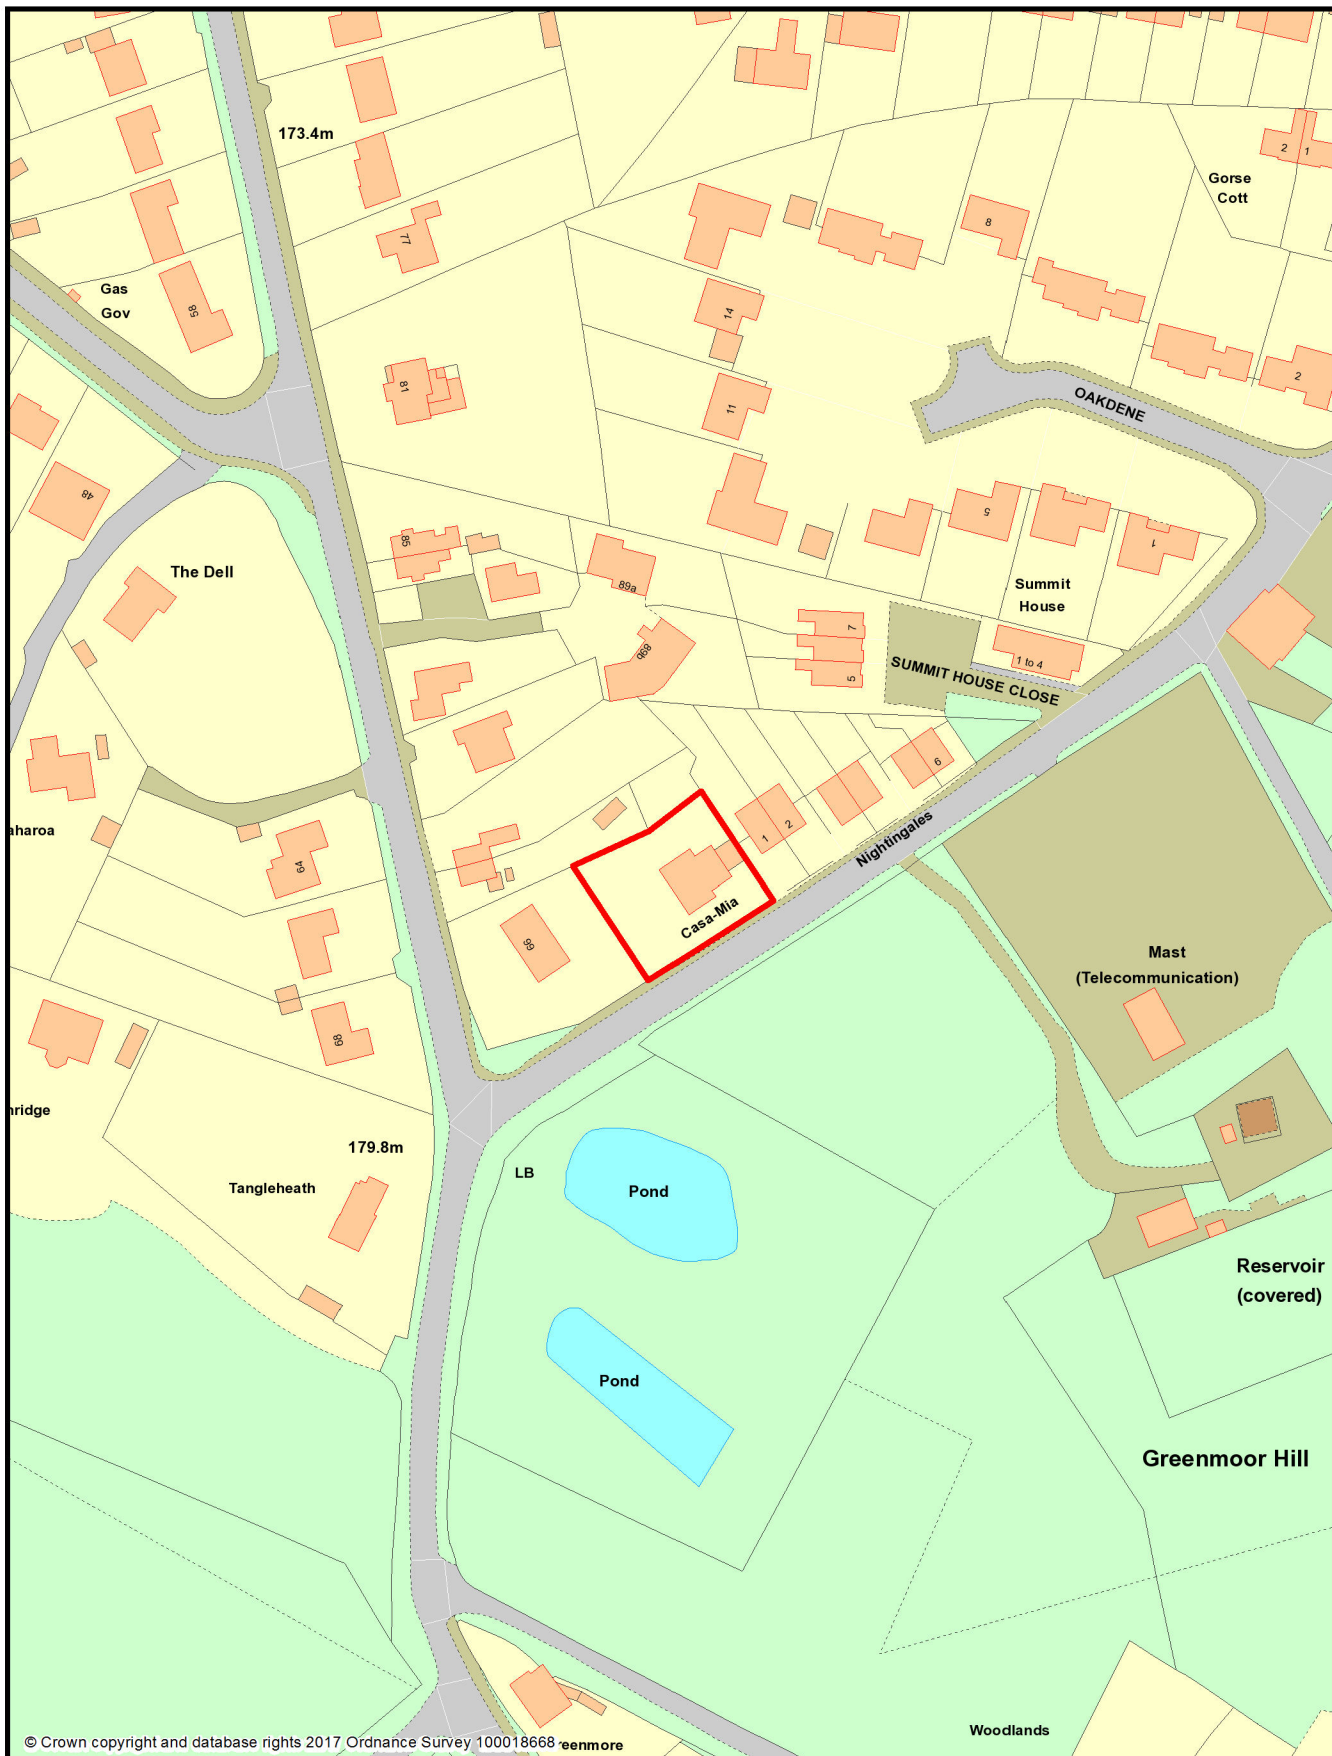 173.4m
2
1
Gorse
Cott
8
77
Gas
Gov
58
14
81
2
11
OAKDENE
48
5
1
85
The Dell
89a
Summit
House
7
89b
1 to 4
5
SUMMIT HOUSE CLOSE
6
1
2
Nightingales
aharoa
64
Casa-Mia
66
Mast
(Telecommunication)
68
nridge
179.8m
LB
Tangleheath
Pond
Reservoir
(covered)
Pond
Greenmoor Hill
Woodlands
eenmore
© Crown copyright and database rights 2017 Ordnance Survey 100018668